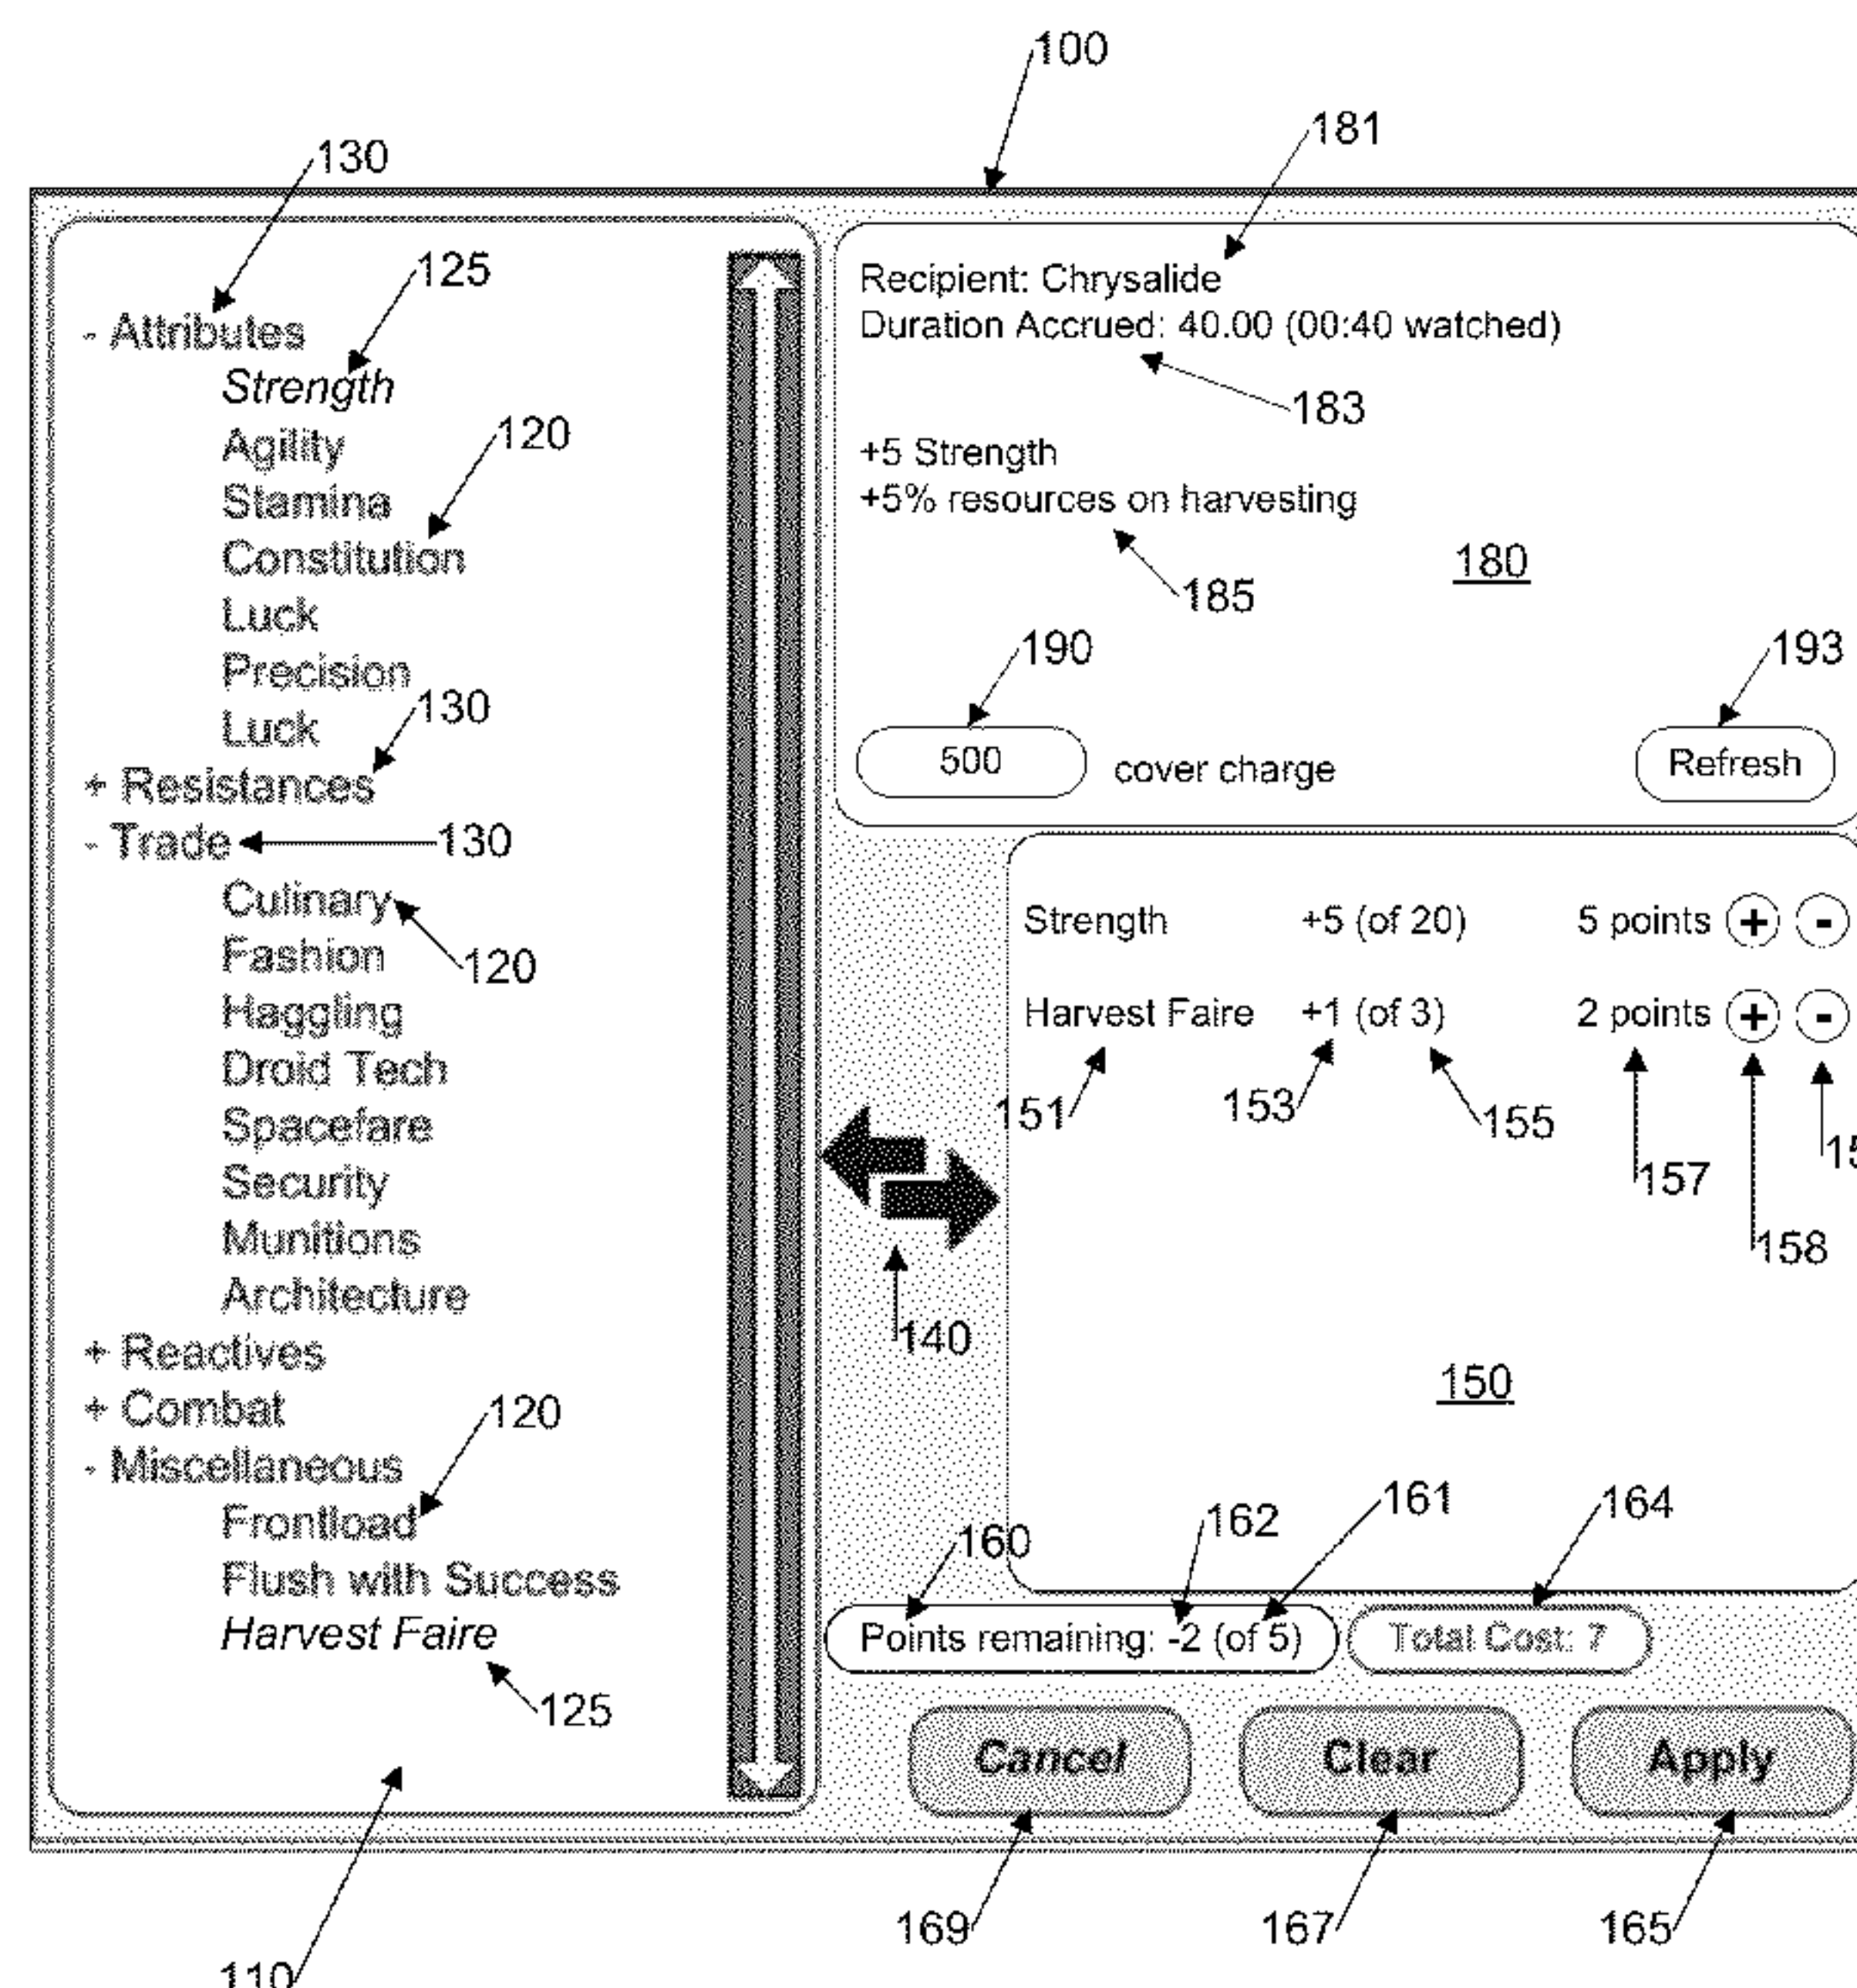 100
181
130
125
- Attributes
Strength
Agility
120
Stamina
Constitution
Luck
Precision
130
Luck
+ Resistances
- Trade
130
Culinary
Fashion
120
Haggling
Droid Tech
Spacefare
Security
Munitions
Architecture
+ Reactives
+ Combat
120
- Miscellaneous
Frontload
Flush with Success
Harvest Faire
125
110
Recipient: Chrysalide
Duration Accrued: 40.00 (00:40 watched)
183
+5 Strength
+5% resources on harvesting
180
185
190
193
500 cover charge Refresh
Strength +5 (of 20) 5 points + -
Harvest Faire +1 (of 3) 2 points + -
151 153 155
157
158
140
150
160 162 161 164
Points remaining: -2 (of 5) Total Cost: 7
Cancel Clear Apply
169 167 165